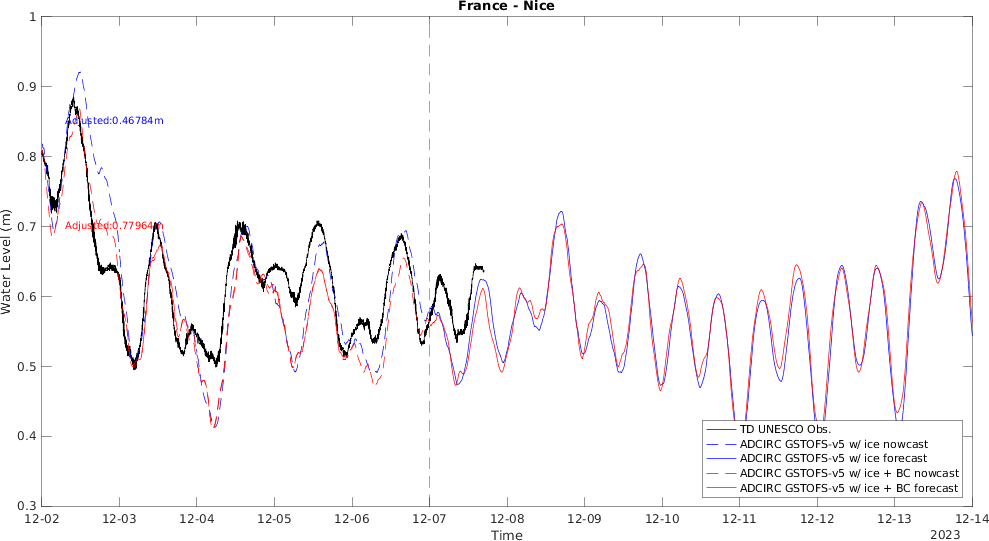 France - Nice
Water Level (m)
1
0.9
0.8
0.7
0.6
0.5
0.4
0.3
Adjusted:0.46784m
Adjusted:0.77964m
TD UNESCO Obs.
ADCIRC GSTOFS-v5 w/ ice nowcast
ADCIRC GSTOFS-v5 w/ ice forecast
ADCIRC GSTOFS-v5 w/ ice + BC nowcast
ADCIRC GSTOFS-v5 w/ ice + BC forecast
12-02 12-03 12-04 12-05 12-06 12-07 12-08 12-09 12-10 12-11 12-12 12-13 12-14
Time
2023